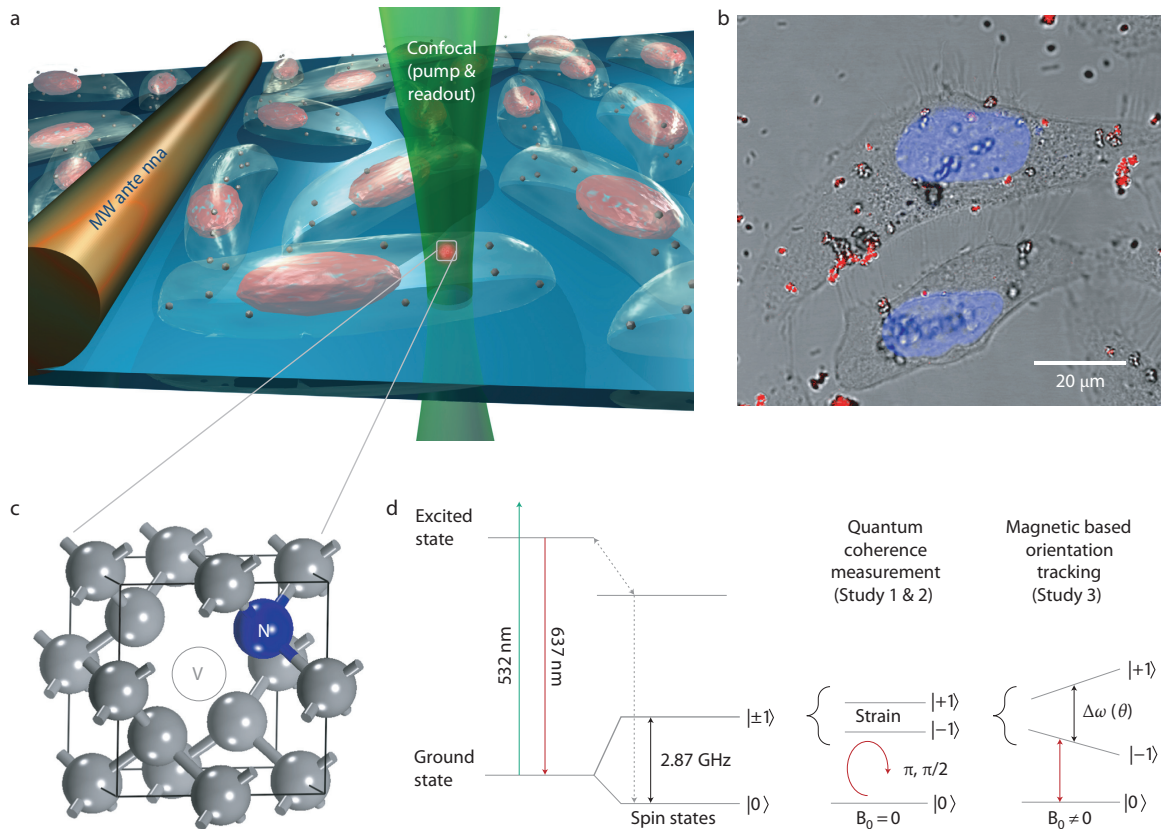 a
Confocal
(pump &
readout)
MW ante nna
b
20 µm
c
N
V
d
Excited
state
532 nm
637 nm
Ground
state
2.87 GHz
|±1⟩
|0⟩
Spin states
Quantum
coherence
measurement
(Study 1 & 2)
|+1⟩
Strain
|−1⟩
π, π/2
|0⟩
B₀ = 0
Magnetic based
orientation
tracking
(Study 3)
|+1⟩
Δω (θ)
|−1⟩
|0⟩
B₀ ≠ 0